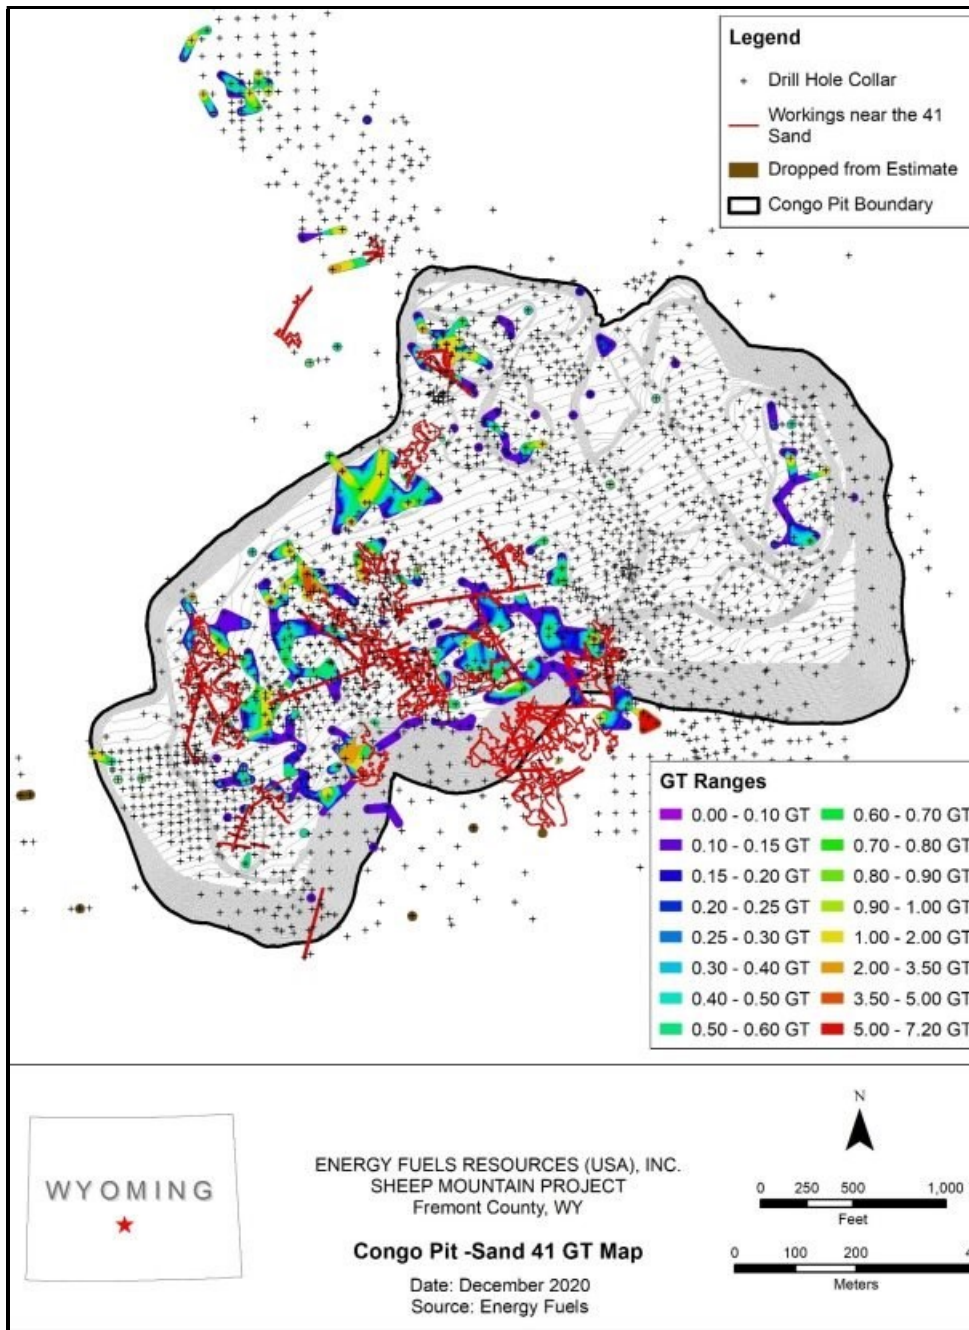 Legend
Drill Hole Collar
Workings near the 41
Sand
Dropped from Estimate
Congo Pit Boundary
GT Ranges
0.00 - 0.10 GT
0.10 - 0.15 GT
0.15 - 0.20 GT
0.20 - 0.25 GT
0.25 - 0.30 GT
0.30 - 0.40 GT
0.40 - 0.50 GT
0.50 - 0.60 GT
0.60 - 0.70 GT
0.70 - 0.80 GT
0.80 - 0.90 GT
0.90 - 1.00 GT
1.00 - 2.00 GT
2.00 - 3.50 GT
3.50 - 5.00 GT
5.00 - 7.20 GT
WYOMING
ENERGY FUELS RESOURCES (USA), INC.
SHEEP MOUNTAIN PROJECT
Fremont County, WY
Congo Pit -Sand 41 GT Map
Date: December 2020
Source: Energy Fuels
N
0 250 500 1,000
Feet
0 100 200
Meters